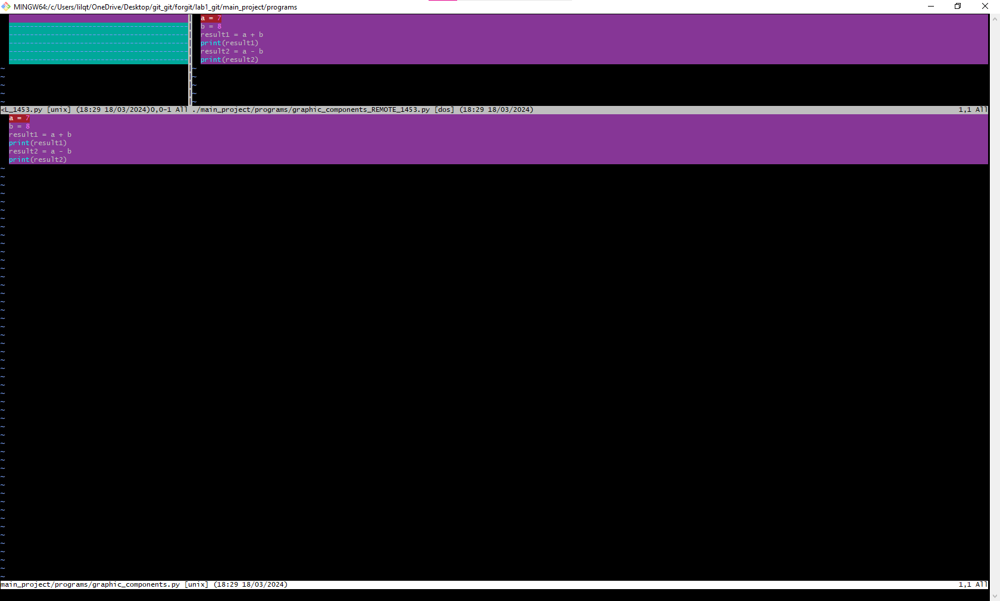 MINGW64:/c/Users/lilqt/OneDrive/Desktop/git_git/forgit/lab1_git/main_project/programs
a = 7
b = 8
result1 = a + b
print(result1)
result2 = a - b
print(result2)
<L_1453.py [unix] (18:29 18/03/2024)0,0-1 All ./main_project/programs/graphic_components_REMOTE_1453.py [dos] (18:29 18/03/2024) 1,1 All
a = 7
b = 8
result1 = a + b
print(result1)
result2 = a - b
print(result2)
main_project/programs/graphic_components.py [unix] (18:29 18/03/2024) 1,1 All